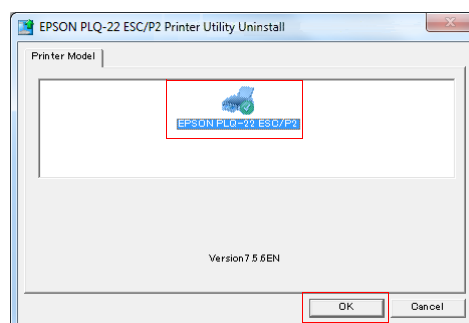 EPSON PLQ-22 ESC/P2 Printer Utility Uninstall
Printer Model
EPSON PLQ-22 ESC/P2
Version7.5.6EN
OK
Cancel